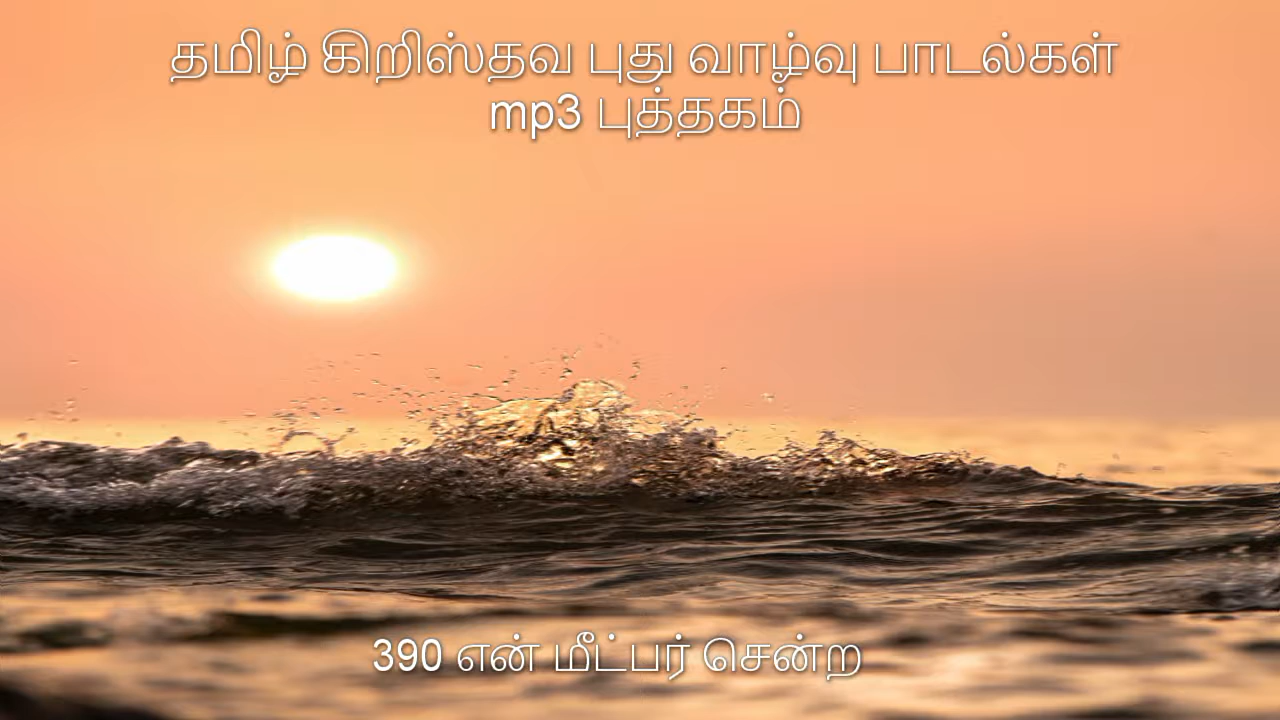 தமிழ் கிறிஸ்தவ புது வாழ்வு பாடல்கள்
mp3 புத்தகம்
390 என் மீட்பர் சென்ற